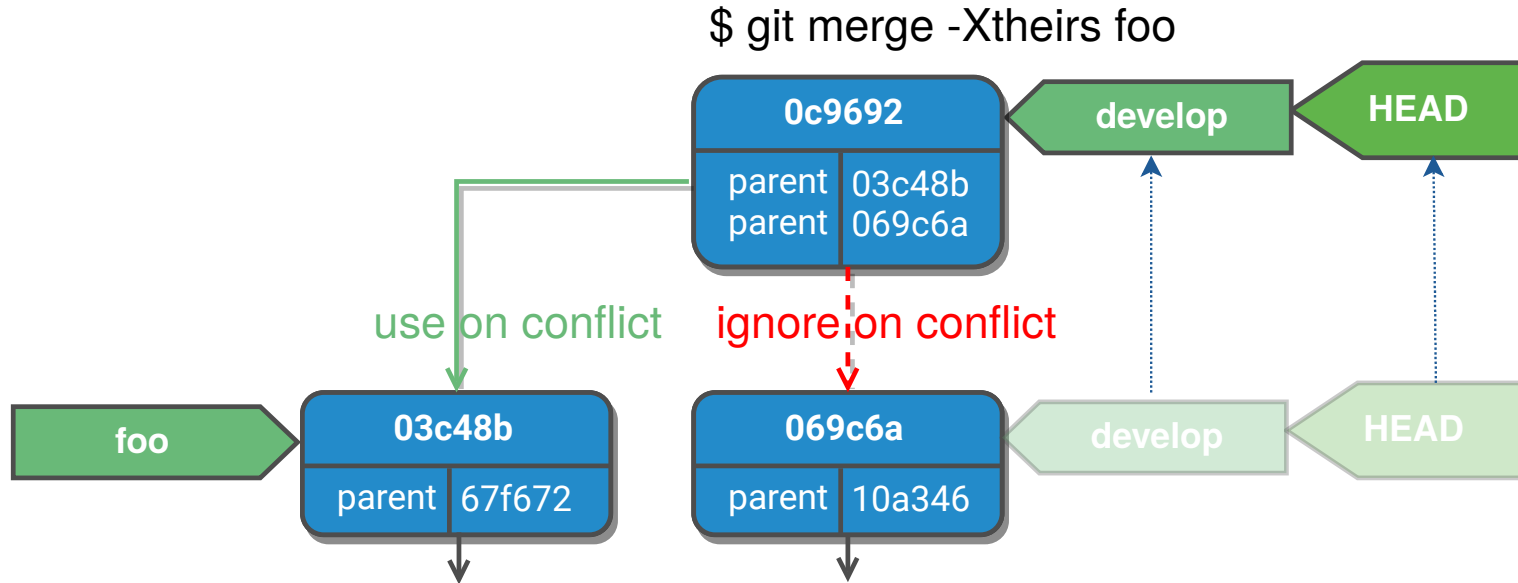 $ git merge -Xtheirs foo
0c9692
develop
HEAD
parent 03c48b
parent 069c6a
use on conflict
ignore on conflict
foo
03c48b
069c6a
develop
HEAD
parent 67f672
parent 10a346